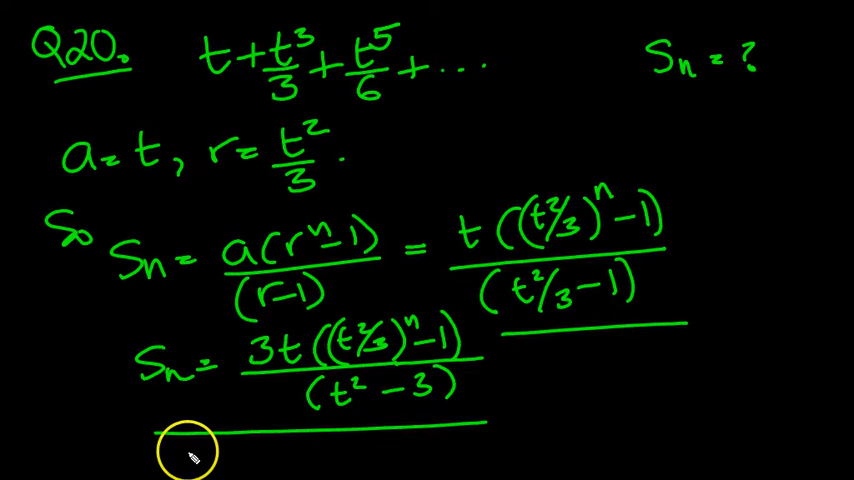 Q20. t + t³/3 + t⁵/6 + ... Sₙ = ?
a = t, r = t²/3.
So Sₙ = a(rⁿ-1)/(r-1) = t((t²/3)ⁿ-1)/(t²/3-1)
Sₙ = 3t((t²/3)ⁿ-1)/(t²-3)